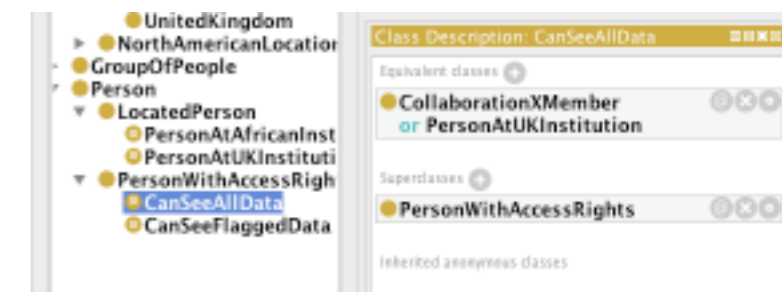 UnitedKingdom
NorthAmericanLocation
GroupOfPeople
Person
LocatedPerson
PersonAtAfricanInst
PersonAtUKInstituti
PersonWithAccessRigh
CanSeeAllData
CanSeeFlaggedData
Class Description: CanSeeAllData
Equivalent classes
CollaborationXMember
or PersonAtUKInstitution
Superclasses
PersonWithAccessRights
Inherited anonymous classes